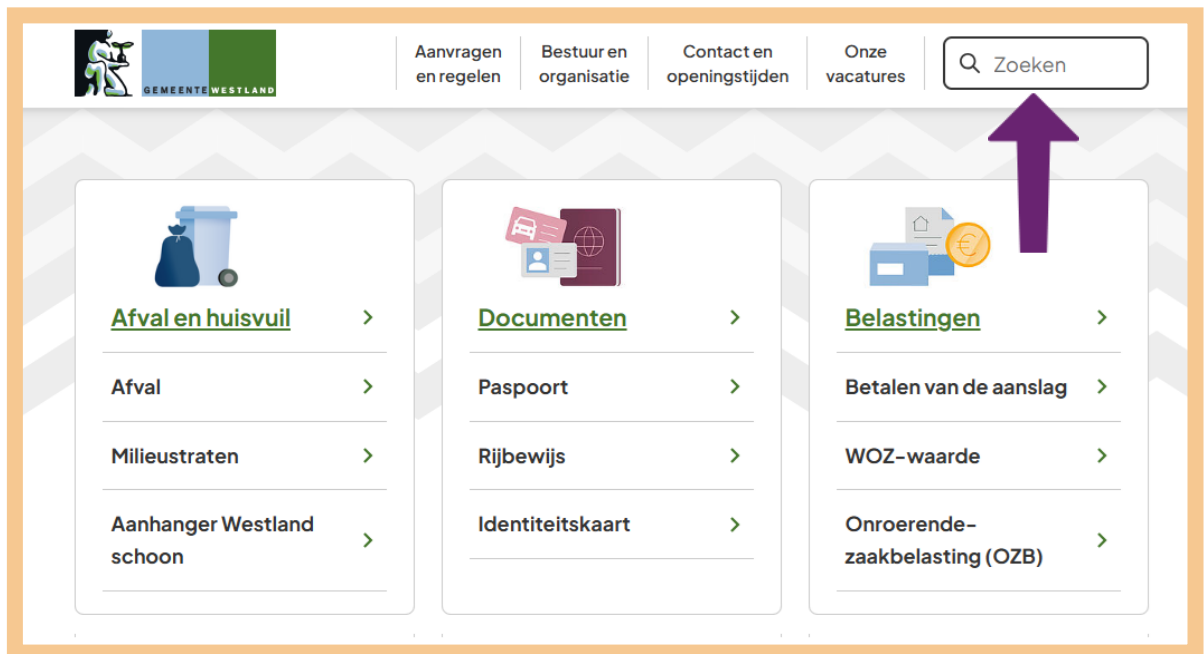 GEMEENTE WESTLAND
Aanvragen
en regelen
Bestuur en
organisatie
Contact en
openingstijden
Onze
vacatures
Zoeken
Afval en huisvuil
Afval
Milieustraten
Aanhanger Westland
schoon
Documenten
Paspoort
Rijbewijs
Identiteitskaart
Belastingen
Betalen van de aanslag
WOZ-waarde
Onroerende-
zaakbelasting (OZB)